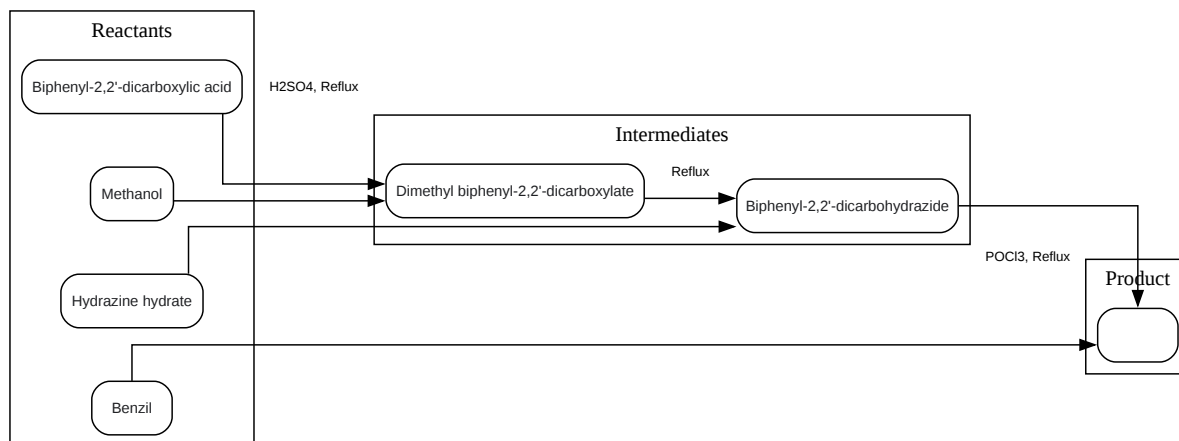 Reactants
Biphenyl-2,2'-dicarboxylic acid
H2SO4, Reflux
Intermediates
Methanol
Dimethyl biphenyl-2,2'-dicarboxylate
Reflux
Biphenyl-2,2'-dicarbohydrazide
POCl3, Reflux
Product
Hydrazine hydrate
Benzil